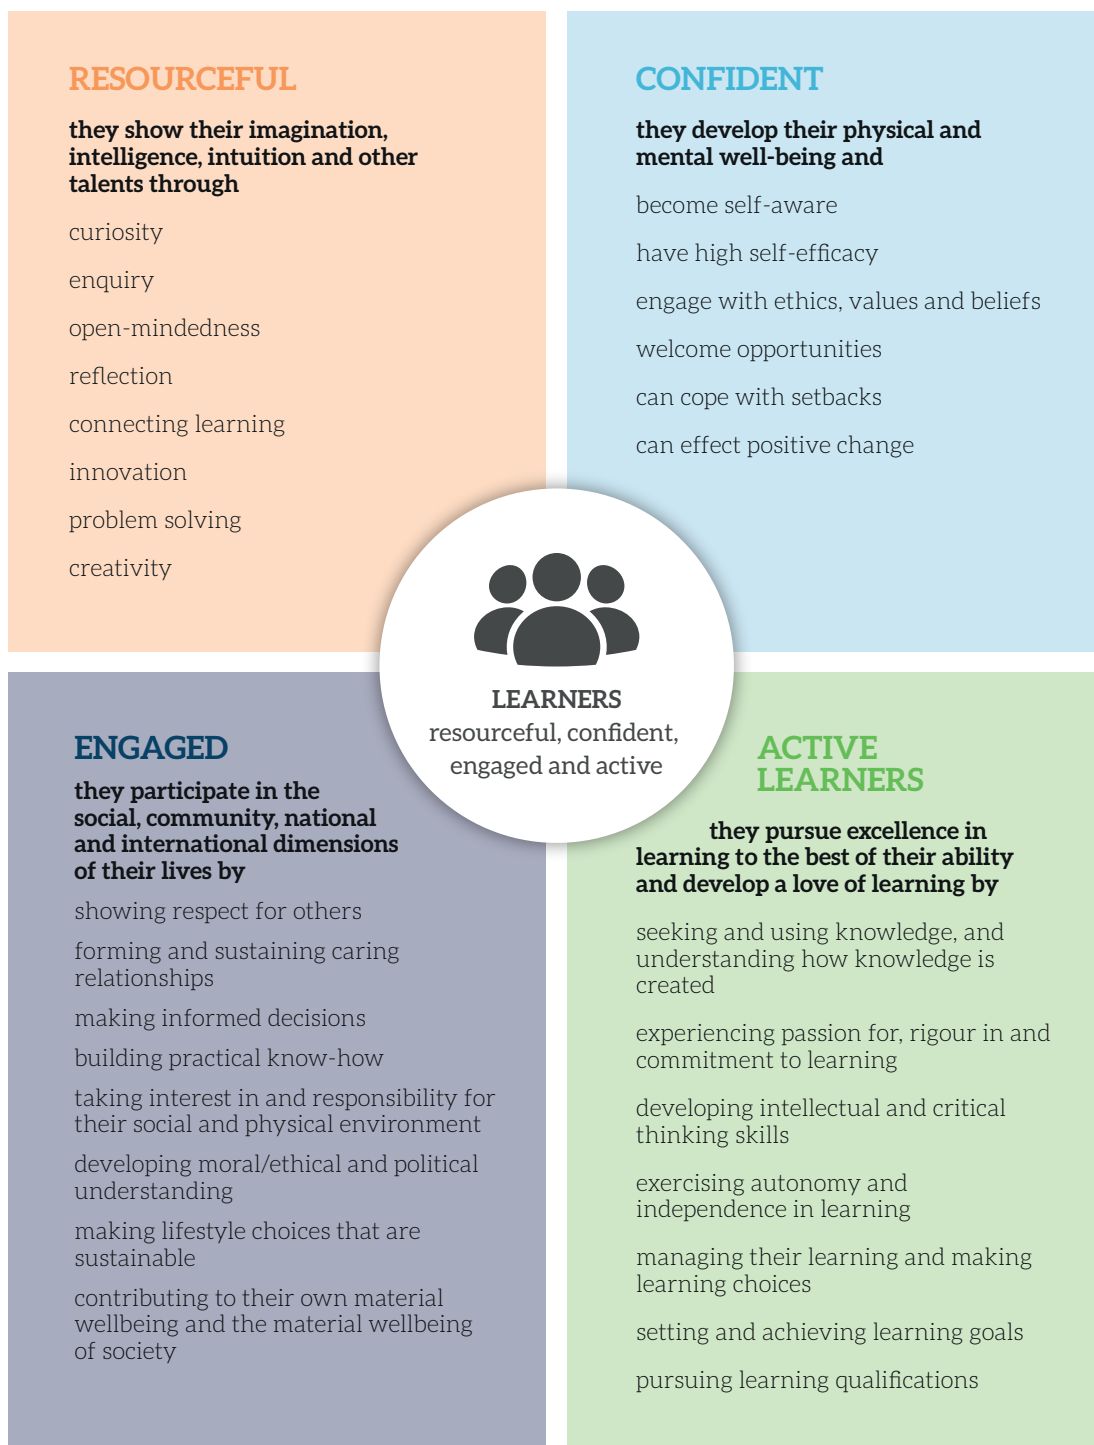 RESOURCEFUL
they show their imagination,
intelligence, intuition and other
talents through
curiosity
enquiry
open-mindedness
reflection
connecting learning
innovation
problem solving
creativity
CONFIDENT
they develop their physical and
mental well-being and
become self-aware
have high self-efficacy
engage with ethics, values and beliefs
welcome opportunities
can cope with setbacks
can effect positive change
LEARNERS
resourceful, confident,
engaged and active
ENGAGED
they participate in the
social, community, national
and international dimensions
of their lives by
showing respect for others
forming and sustaining caring
relationships
making informed decisions
building practical know-how
taking interest in and responsibility for
their social and physical environment
developing moral/ethical and political
understanding
making lifestyle choices that are
sustainable
contributing to their own material
wellbeing and the material wellbeing
of society
ACTIVE
LEARNERS
they pursue excellence in
learning to the best of their ability
and develop a love of learning by
seeking and using knowledge, and
understanding how knowledge is
created
experiencing passion for, rigour in and
commitment to learning
developing intellectual and critical
thinking skills
exercising autonomy and
independence in learning
managing their learning and making
learning choices
setting and achieving learning goals
pursuing learning qualifications